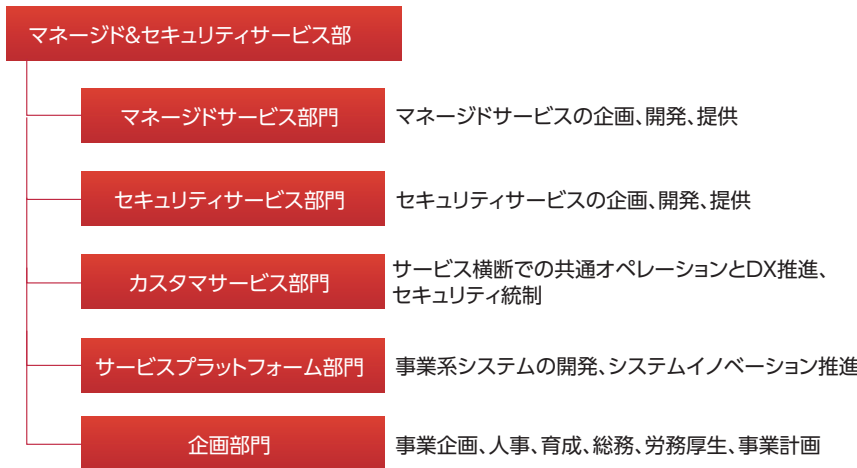 マネージド&セキュリティサービス部
マネージドサービス部門
マネージドサービスの企画、開発、提供
セキュリティサービス部門
セキュリティサービスの企画、開発、提供
カスタマサービス部門
サービス横断での共通オペレーションとDX推進、
セキュリティ統制
サービスプラットフォーム部門
事業系システムの開発、システムイノベーション推進
企画部門
事業企画、人事、育成、総務、労務厚生、事業計画